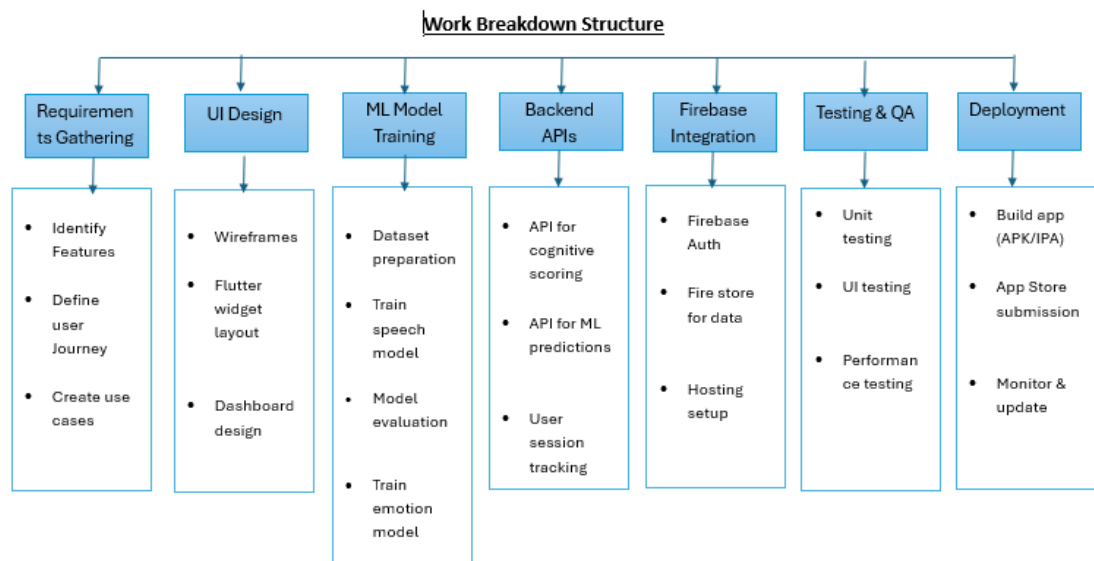 Work Breakdown Structure
Requiremen
ts Gathering
UI Design
ML Model
Training
Backend
APIs
Firebase
Integration
Testing & QA
Deployment
• Identify
Features
• Define
user
Journey
• Create use
cases
• Wireframes
• Flutter
widget
layout
• Dashboard
design
• Dataset
preparation
• Train
speech
model
• Model
evaluation
• Train
emotion
model
• API for
cognitive
scoring
• API for ML
predictions
• User
session
tracking
• Firebase
Auth
• Fire store
for data
• Hosting
setup
• Unit
testing
• UI testing
• Performan
ce testing
• Build app
(APK/IPA)
• App Store
submission
• Monitor &
update